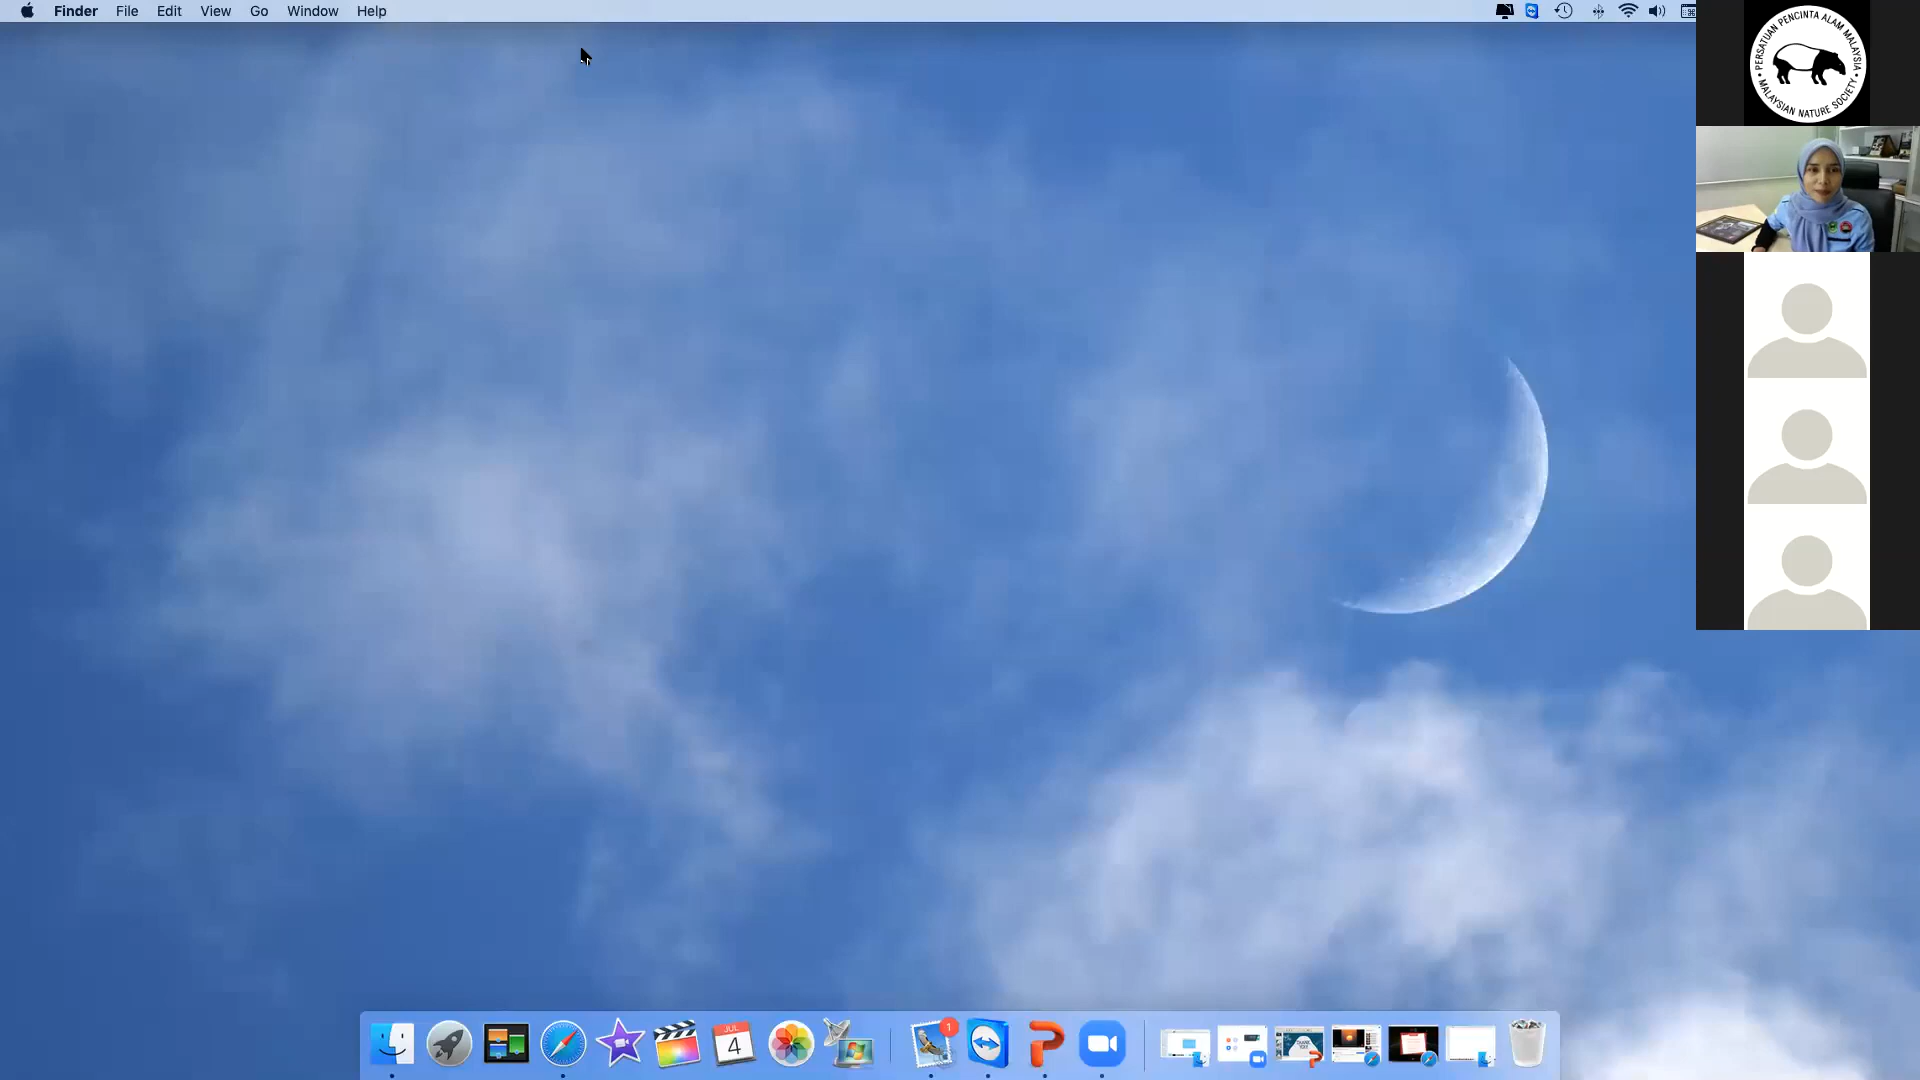 Finder File Edit View Go Window Help
PERSATUAN PENCINTA ALAM MALAYSIA
MALAYSIAN NATURE SOCIETY
JUL
4
1